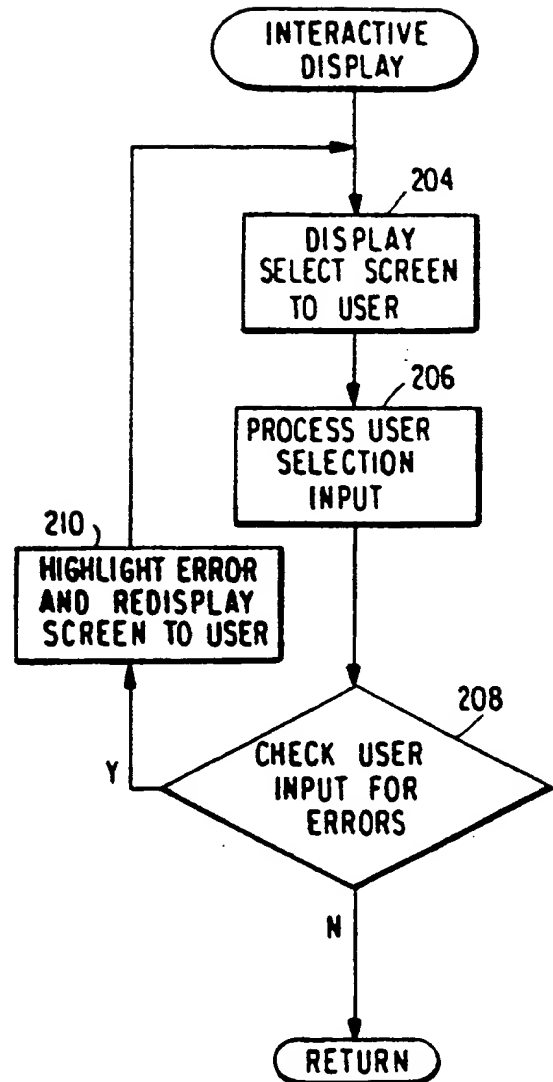 INTERACTIVE
DISPLAY
204
DISPLAY
SELECT SCREEN
TO USER
206
PROCESS USER
SELECTION
INPUT
210
HIGHLIGHT ERROR
AND REDISPLAY
SCREEN TO USER
208
CHECK USER
INPUT FOR
ERRORS
Y
N
RETURN